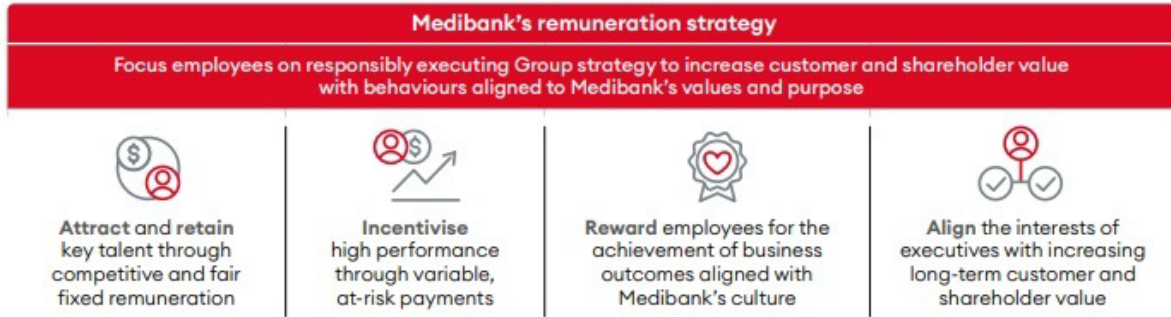 Medibank's remuneration strategy
Focus employees on responsibly executing Group strategy to increase customer and shareholder value
with behaviours aligned to Medibank's values and purpose
$
Attract and retain
key talent through
competitive and fair
fixed remuneration
$
Incentivise
high performance
through variable,
at-risk payments
Reward employees for the
achievement of business
outcomes aligned with
Medibank's culture
Align the interests of
executives with increasing
long-term customer and
shareholder value